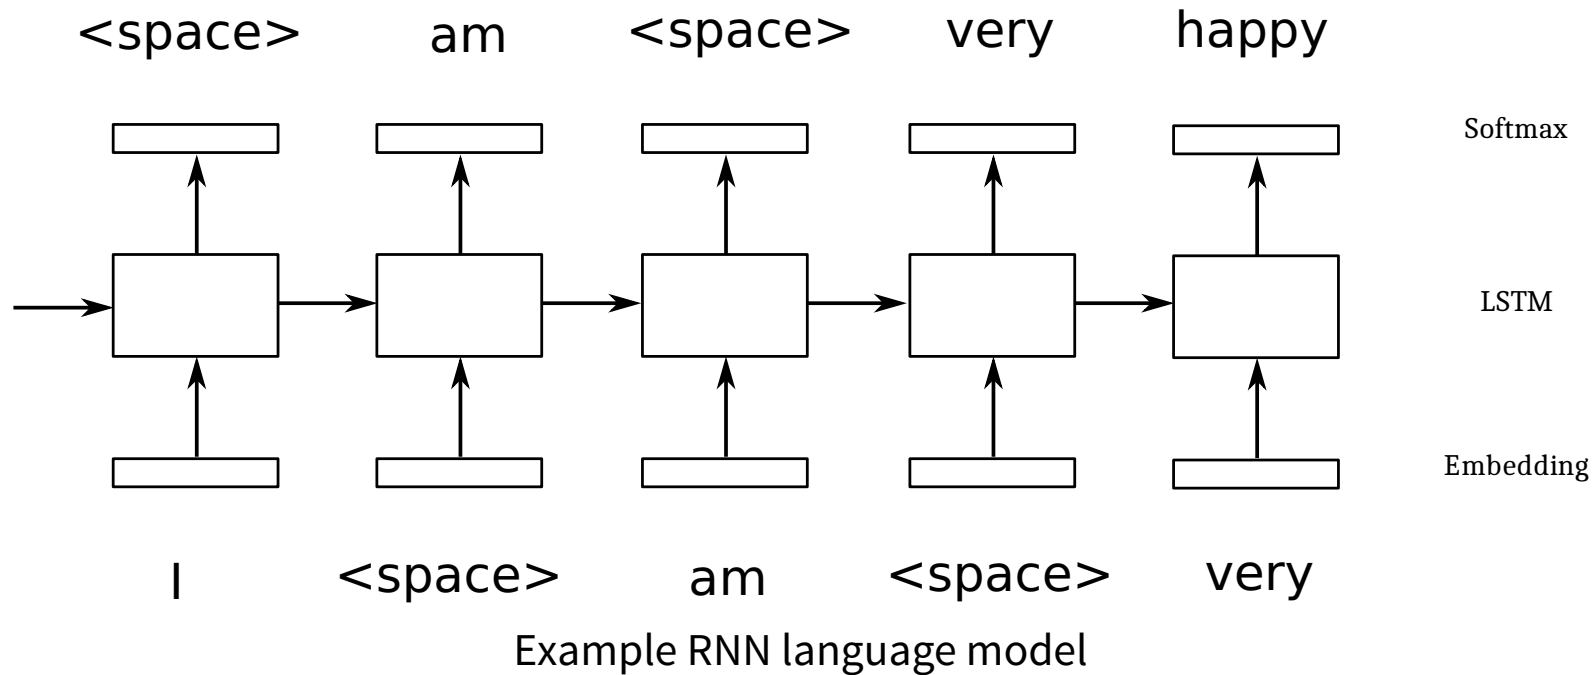 <space> am <space> very happy
Softmax
LSTM
Embedding
I <space> am <space> very
Example RNN language model